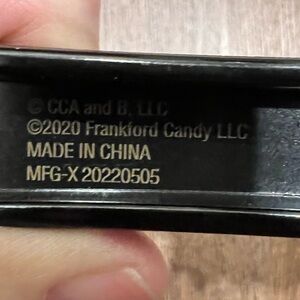 © CCA and B, LLC
©2020 Frankford Candy LLC
MADE IN CHINA
MFG-X 20220505